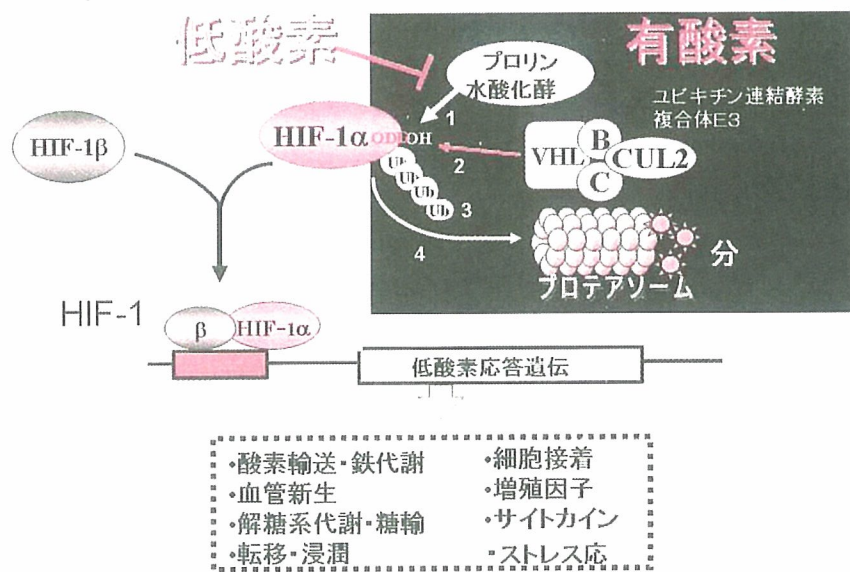 低酸素
有酸素
プロリン
水酸化酵
ユビキチン連結酵素
複合体E3
1
HIF-1β
HIF-1α ODD OH
2
VHL
B
C
CUL2
Ub
Ub
Ub
Ub
3
4
分
プロテアソーム
HIF-1
β
HIF-1α
低酸素応答遺伝
・酸素輸送・鉄代謝
・血管新生
・解糖系代謝・糖輸
・転移・浸潤
・細胞接着
・増殖因子
・サイトカイン
・ストレス応